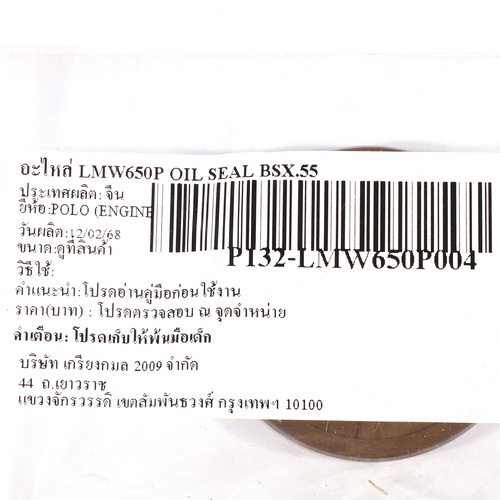 อะไหล่ LMW650P OIL SEAL BSX.55
ประเทศผลิต: จีน
ยี่ห้อ:POLO (ENGINE
วันผลิต:12/02/68
ขนาด:ดูที่สินค้า
วิธีใช้:
PI32-LMW650P004
คำแนะนำ:โปรดอ่านคู่มือก่อนใช้งาน
ราคา(บาท) : โปรดตรวจสอบ ณ จุดจำหน่าย
คำเตือน: โปรดเก็บให้พ้นมือเด็ก
บริษัท เกรียงกมล 2009 จำกัด
44 ถ.เยาวราช
แขวงจักรวรรดิ เขตสัมพันธวงศ์ กรุงเทพฯ 10100